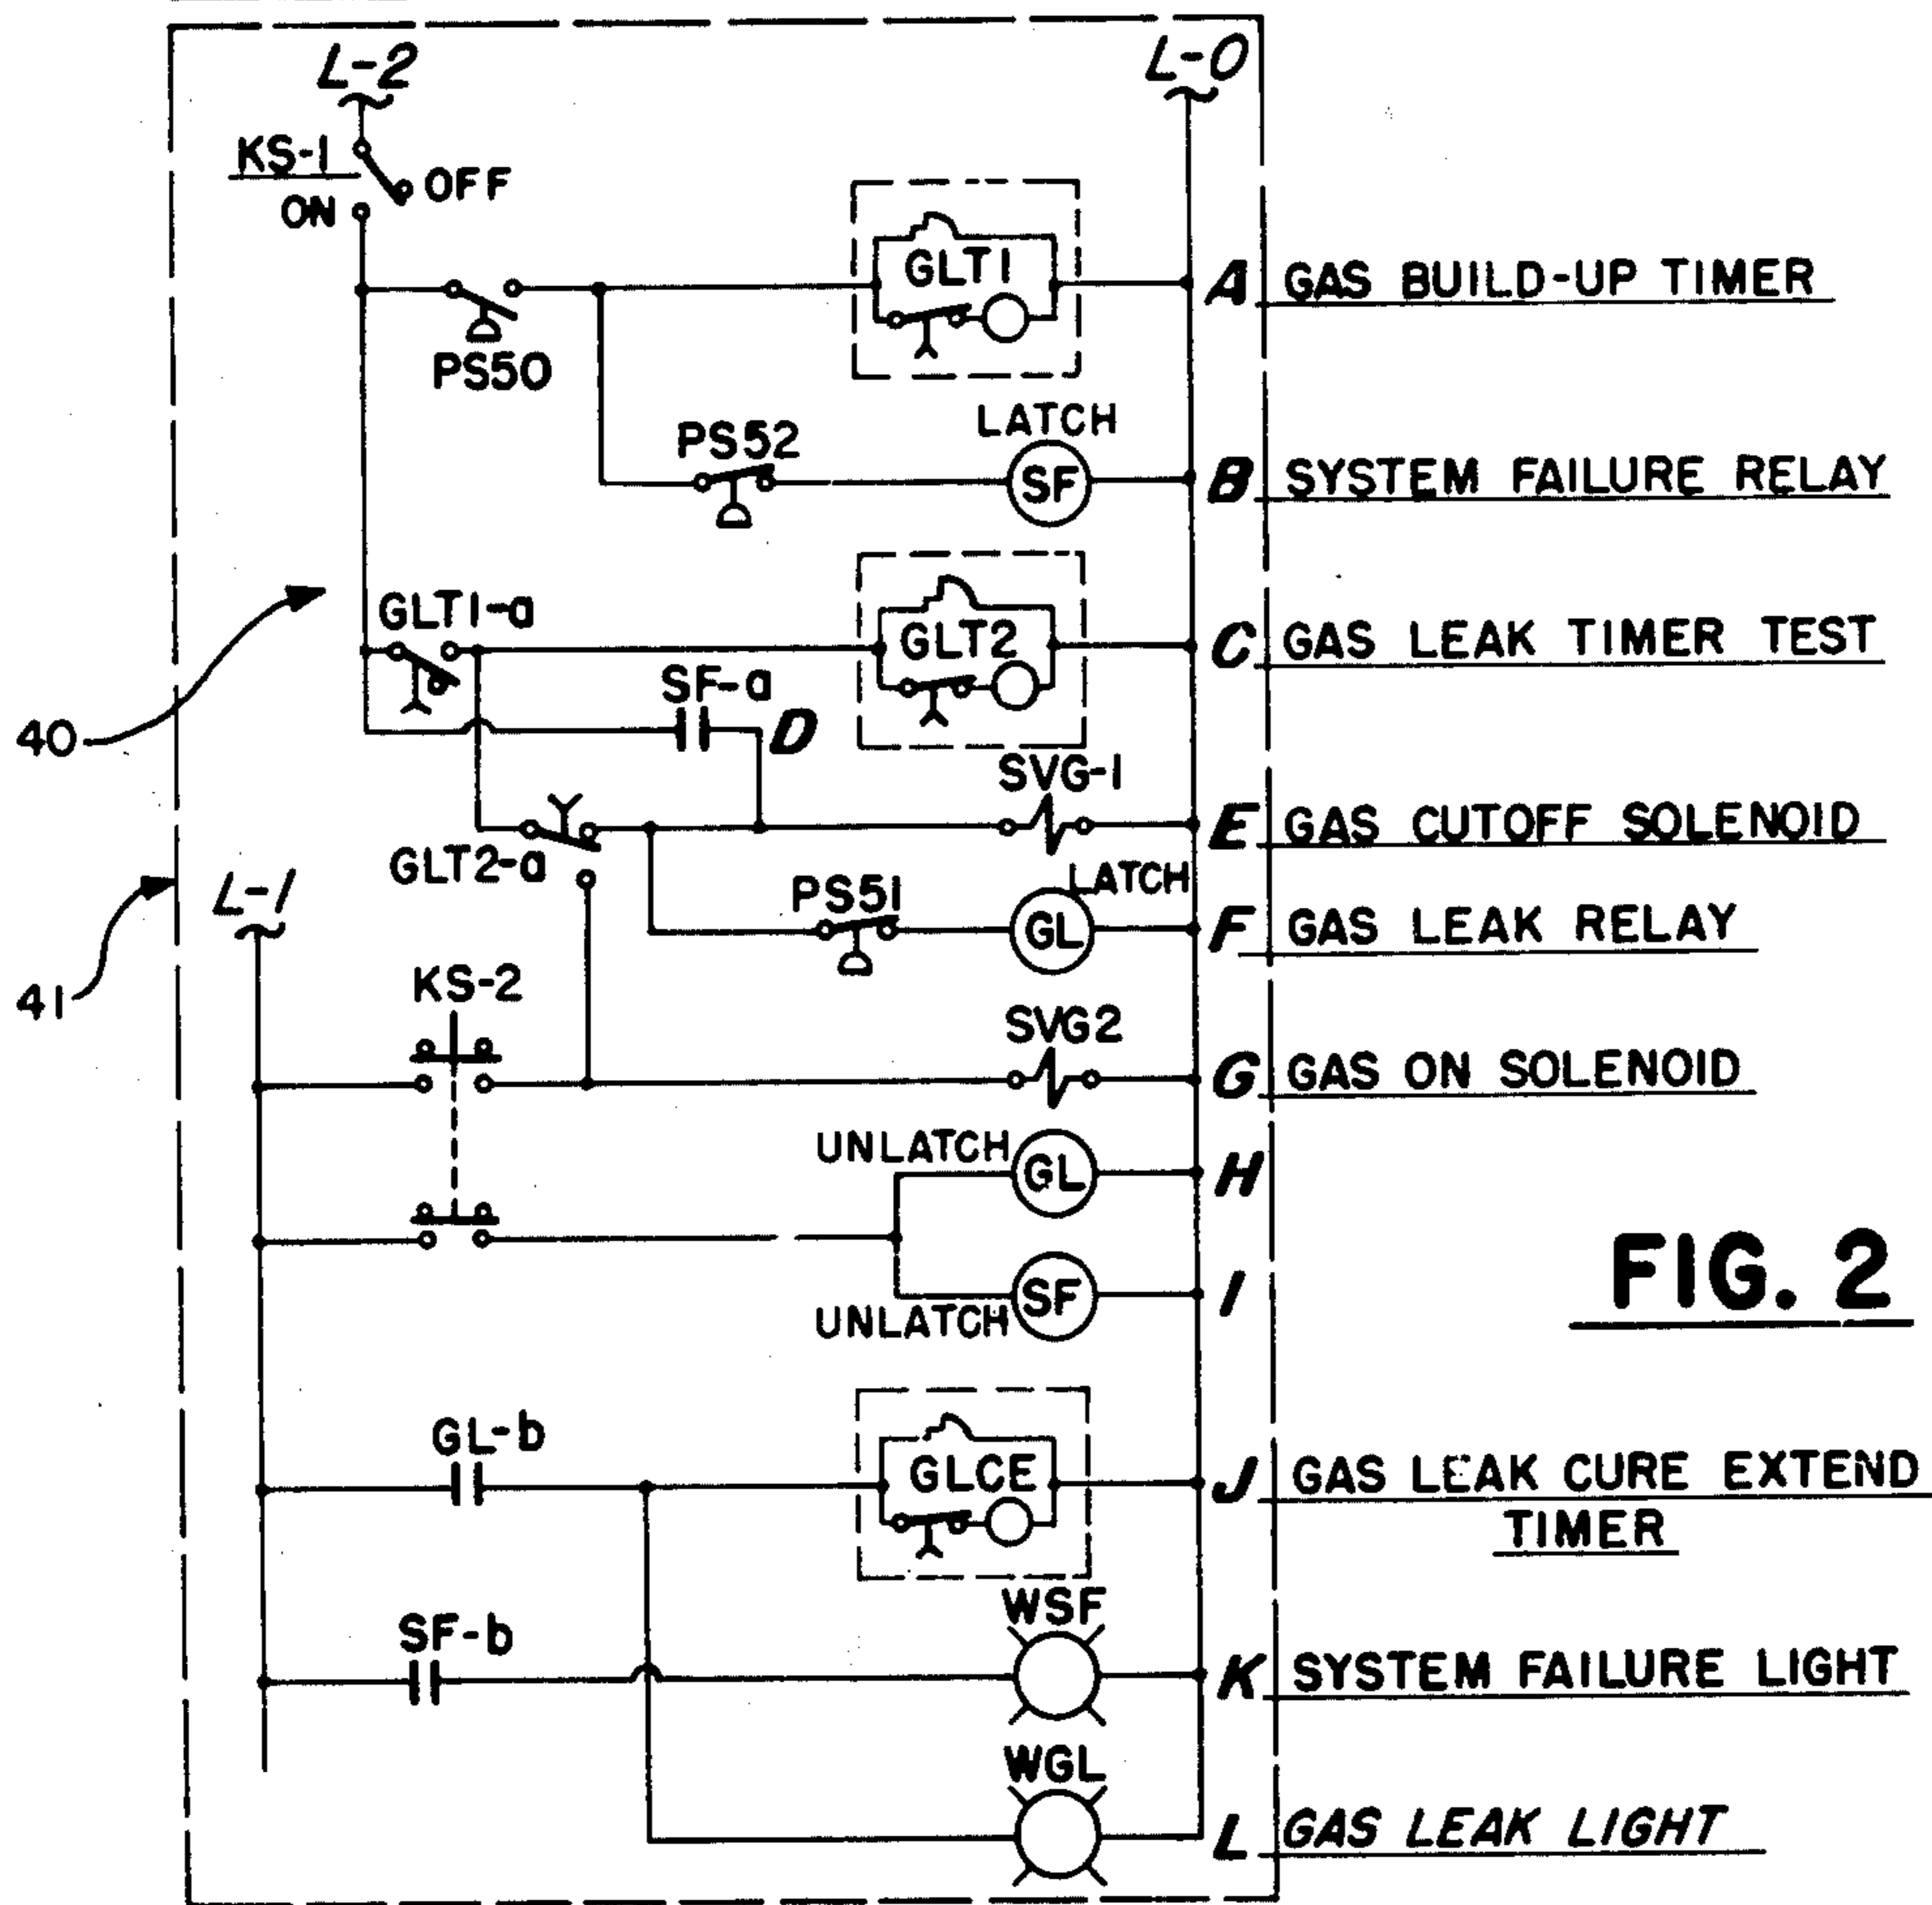 L-2
L-0
KS-1
OFF
ON
GLT1
A GAS BUILD-UP TIMER
PS50
LATCH
PS52
SF
B SYSTEM FAILURE RELAY
GLT1-a
GLT2
C GAS LEAK TIMER TEST
SF-a
D
40
SVG-1
E GAS CUTOFF SOLENOID
GLT2-a
LATCH
L-1
PS51
GL
F GAS LEAK RELAY
41
KS-2
SVG2
G GAS ON SOLENOID
UNLATCH
GL
H
FIG. 2
SF
I
UNLATCH
GL-b
GLCE
J GAS LEAK CURE EXTEND
TIMER
WSF
SF-b
K SYSTEM FAILURE LIGHT
WGL
L GAS LEAK LIGHT